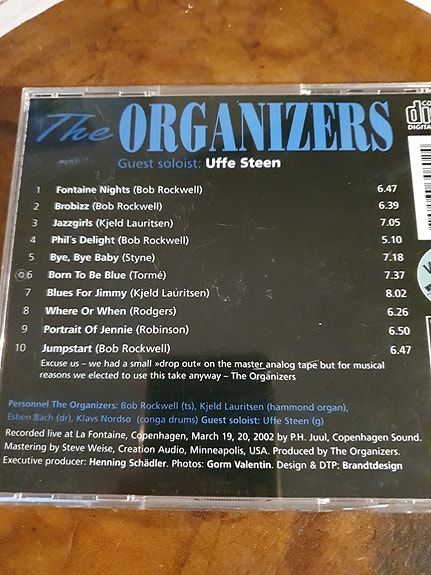 The ORGANIZERS
Guest soloist: Uffe Steen
1 Fontaine Nights (Bob Rockwell) 6.47
2 Brobizz (Bob Rockwell) 6.39
3 Jazzgirls (Kjeld Lauritsen) 7.05
4 Phil´s Delight (Bob Rockwell) 5.10
5 Bye, Bye Baby (Styne) 7.18
6 Born To Be Blue (Tormé) 7.37
7 Blues For Jimmy (Kjeld Lauritsen) 8.02
8 Where Or When (Rodgers) 6.26
9 Portrait Of Jennie (Robinson) 6.50
10 Jumpstart (Bob Rockwell) 6.47
Excuse us – we had a small »drop out« on the master analog tape but for musical
reasons we elected to use this take anyway – The Organizers
Personnel The Organizers: Bob Rockwell (ts), Kjeld Lauritsen (hammond organ),
Esben Bach (dr), Klavs Nordsø (conga drums) Guest soloist: Uffe Steen (g)
Recorded live at La Fontaine, Copenhagen, March 19, 20, 2002 by P.H. Juul, Copenhagen Sound.
Mastering by Steve Weise, Creation Audio, Minneapolis, USA. Produced by The Organizers.
Executive producer: Henning Schädler. Photos: Gorm Valentin. Design & DTP: Brandtdesign